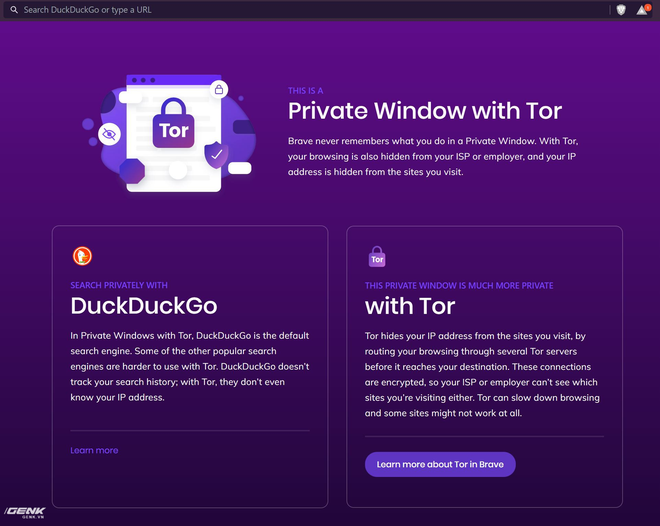 Search DuckDuckGo or type a URL
Tor
THIS IS A
Private Window with Tor
Brave never remembers what you do in a Private Window. With Tor,
your browsing is also hidden from your ISP or employer, and your IP
address is hidden from the sites you visit.
SEARCH PRIVATELY WITH
DuckDuckGo
In Private Windows with Tor, DuckDuckGo is the default
search engine. Some of the other popular search
engines are harder to use with Tor. DuckDuckGo doesn't
track your search history; with Tor, they don't even
know your IP address.
Learn more
Tor
THIS PRIVATE WINDOW IS MUCH MORE PRIVATE
with Tor
Tor hides your IP address from the sites you visit, by
routing your browsing through several Tor servers
before it reaches your destination. These connections
are encrypted, so your ISP or employer can't see which
sites you're visiting either. Tor can slow down browsing
and some sites might not work at all.
Learn more about Tor in Brave
GENK
GENK.VN